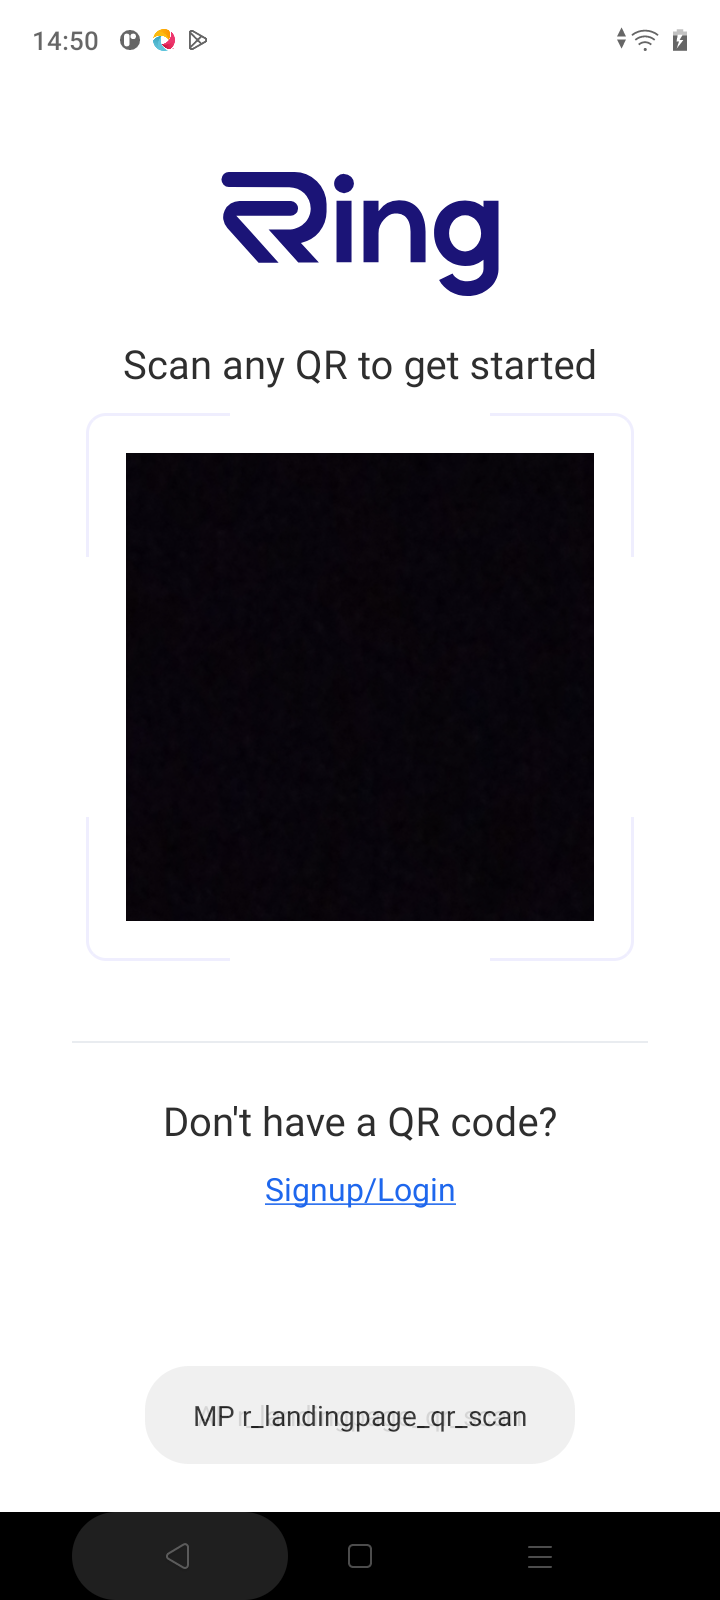 14:50
Ring
Scan any QR to get started
Don't have a QR code?
Signup/Login
MP r_landingpage_qr_scan